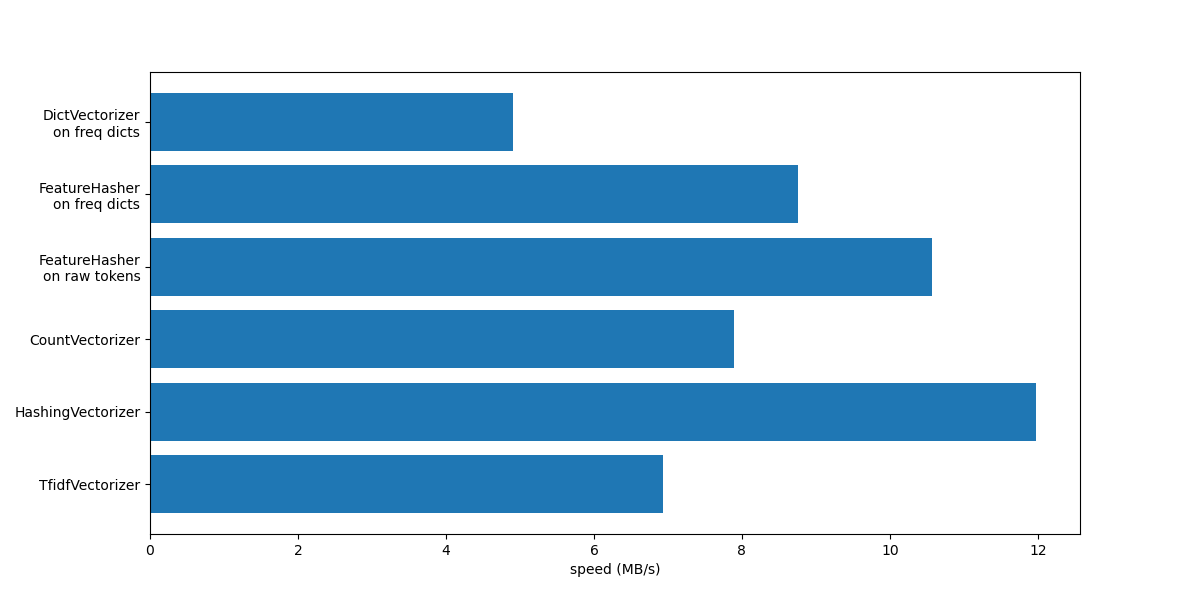 DictVectorizer
on freq dicts
FeatureHasher
on freq dicts
FeatureHasher
on raw tokens
CountVectorizer
HashingVectorizer
TfidfVectorizer
0 2 4 6 8 10 12
speed (MB/s)